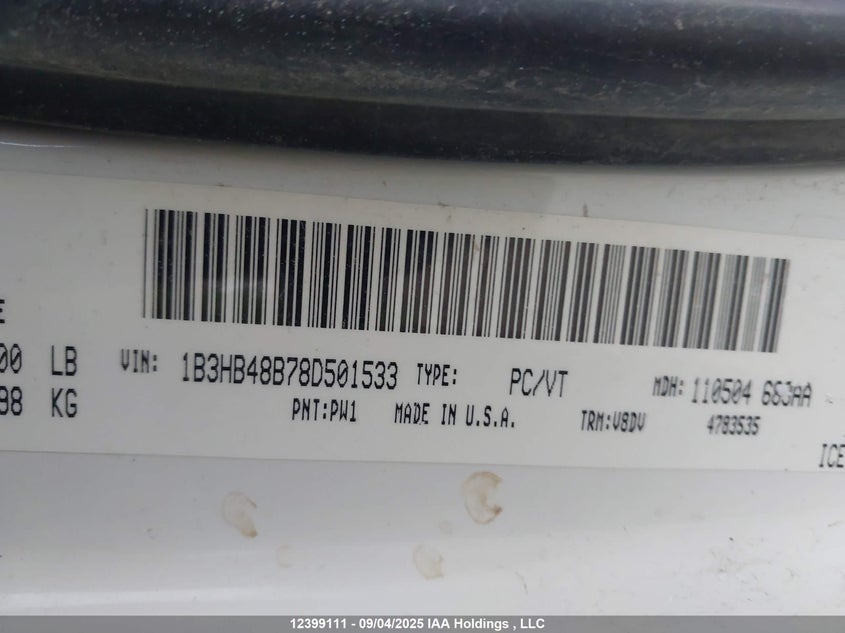 E
00 LB
98 KG
VIN: 1B3HB48B78D501533 TYPE: PC/VT MDH: 110504 663AA
PNT:PW1 MADE IN U.S.A. TRM:V8DV 4783535
ICE
12399111 - 09/04/2025 IAA Holdings , LLC